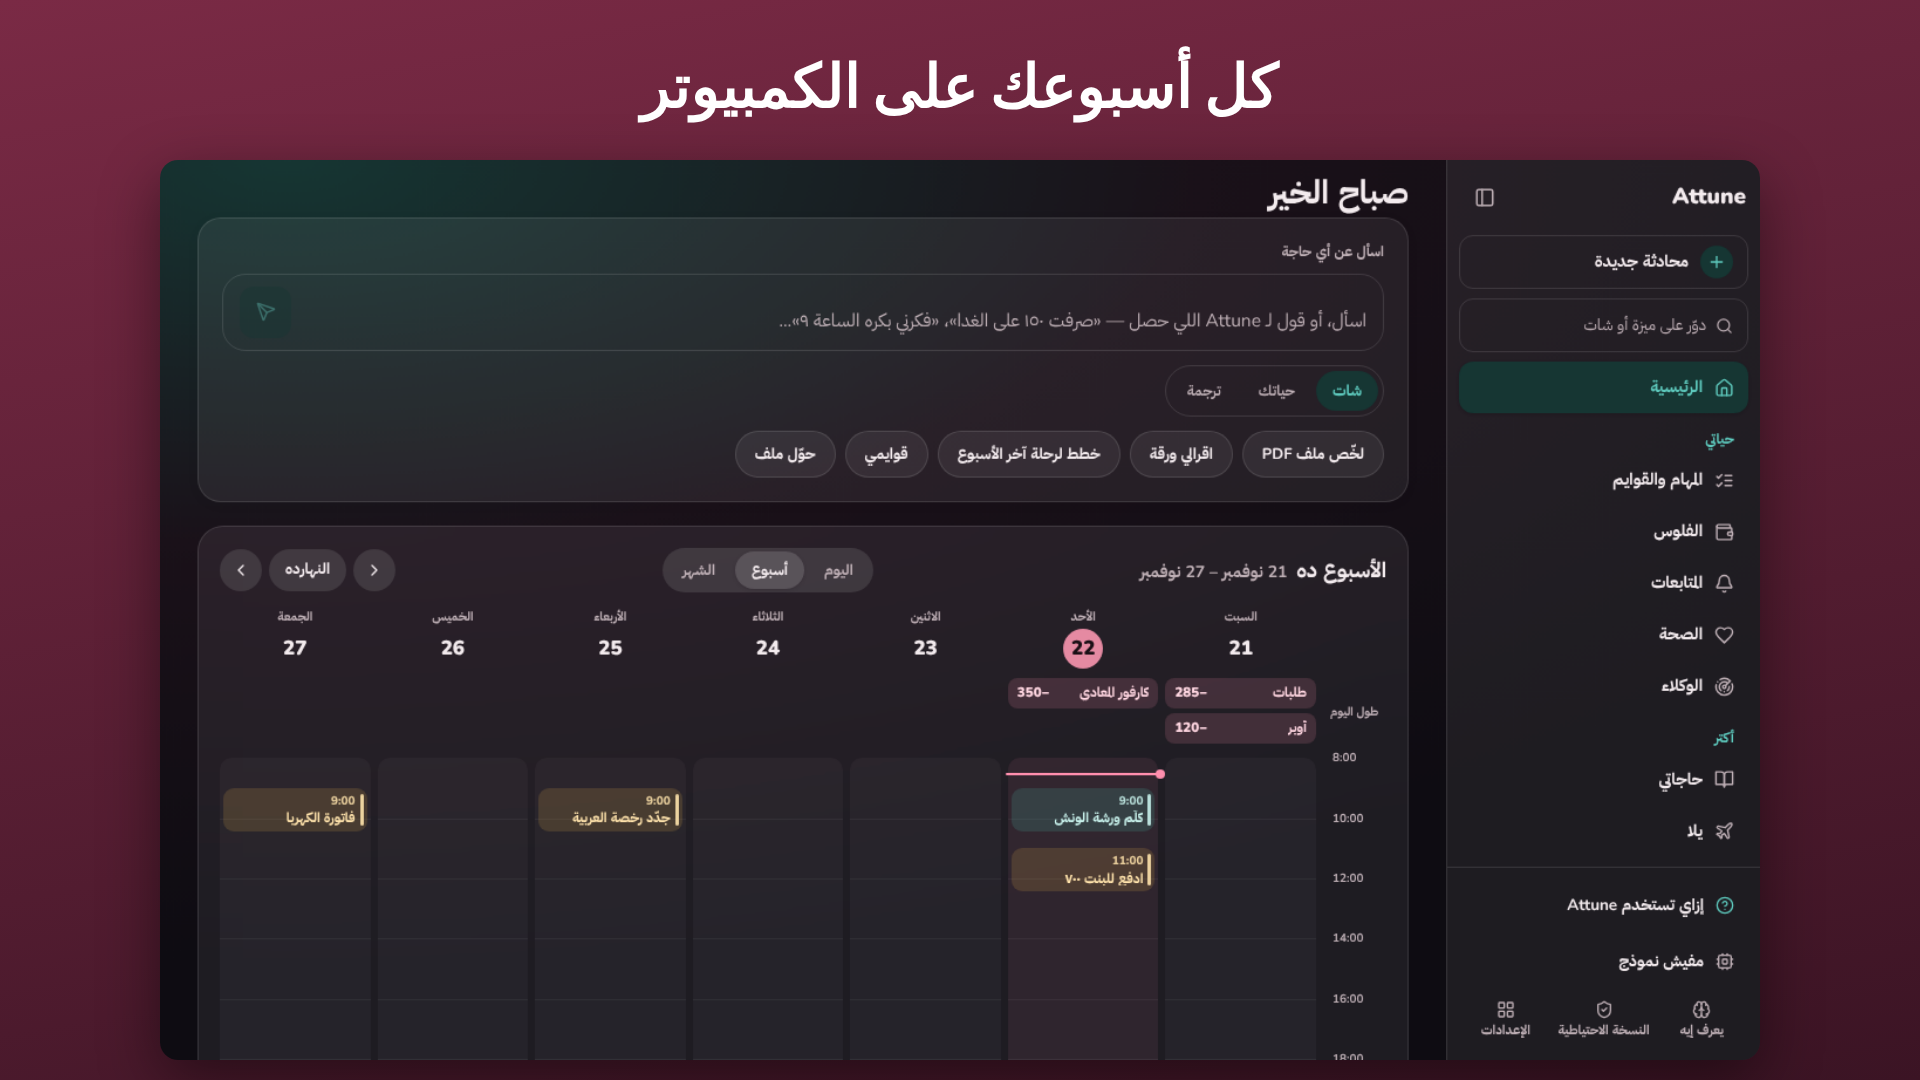 كل أسبوعك على الكمبيوتر
Attune
محادثة جديدة
دوّر على ميزة أو شات
الرئيسية
حياتي
المهام والقوايم
الفلوس
المتابعات
الصحة
الوكلاء
أكتر
حاجاتي
يلا
إزاي تستخدم Attune
مفيش نموذج
يعرف إيه
النسخة الاحتياطية
الإعدادات
صباح الخير
اسأل عن أي حاجة
اسأل، أو قول لـ Attune اللي حصل — «صرفت ١٥٠ على الغدا»، «فكرني بكره الساعة ٩»...
شات حياتك ترجمة
لخّص ملف PDF اقرالي ورقة خطط لرحلة آخر الأسبوع قوايمي حوّل ملف
الأسبوع ده 21 نوفمبر – 27 نوفمبر
اليوم أسبوع الشهر
النهارده
السبت الأحد الاثنين الثلاثاء الأربعاء الخميس الجمعة
21 22 23 24 25 26 27
طول اليوم
طلبات –285
كارفور المعادي –350
أوبر –120
8:00
9:00
كلّم ورشة الونش
9:00
جدّد رخصة العربية
9:00
فاتورة الكهربا
10:00
11:00
ادفع للبنت ٧٠٠
12:00
14:00
16:00
18:00